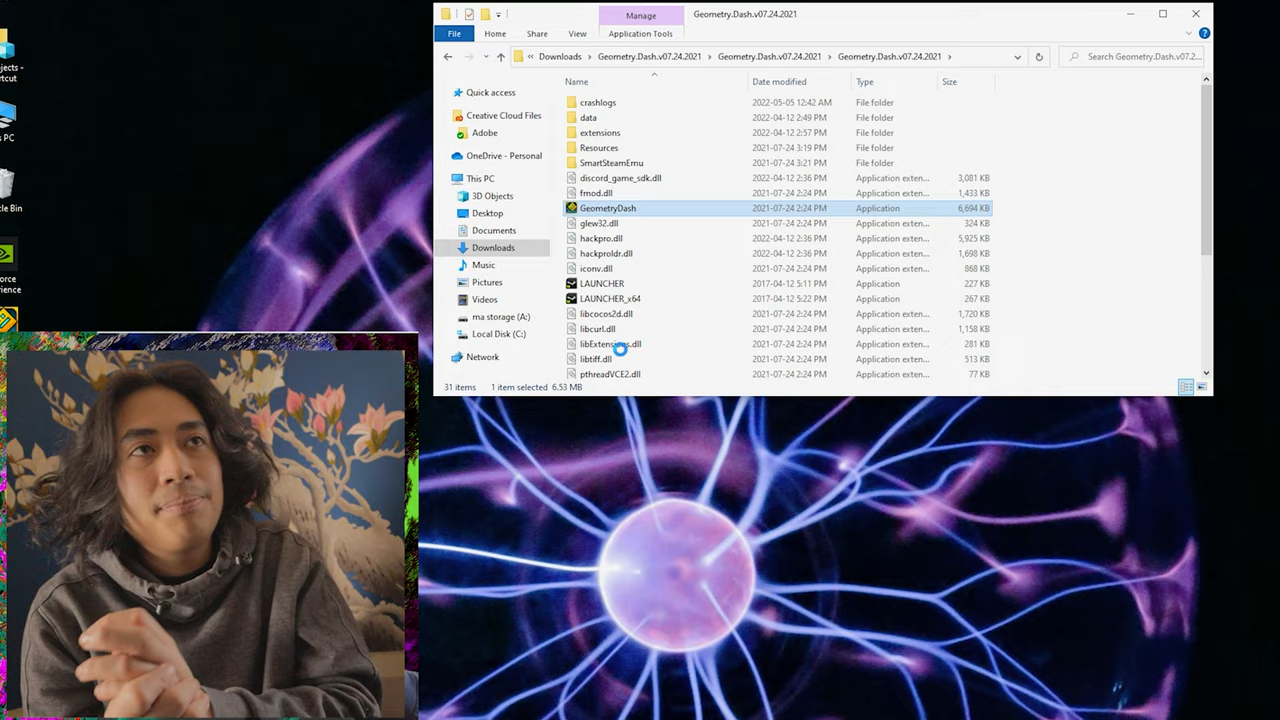 Manage
Geometry.Dash.v07.24.2021
File
Home
Share
View
Application Tools
« Downloads > Geometry.Dash.v07.24.2021 > Geometry.Dash.v07.24.2021 > Geometry.Dash.v07.24.2021 >
Search Geometry.Dash.v07.2...
Name Date modified Type Size
Quick access
Creative Cloud Files
Adobe
OneDrive - Personal
This PC
3D Objects
Desktop
Documents
Downloads
Music
Pictures
Videos
ma storage (A:)
Local Disk (C:)
Network
crashlogs 2022-05-05 12:42 AM File folder
data 2022-04-12 2:49 PM File folder
extensions 2022-04-12 2:57 PM File folder
Resources 2021-07-24 3:19 PM File folder
SmartSteamEmu 2021-07-24 3:21 PM File folder
discord_game_sdk.dll 2022-04-12 2:36 PM Application exten... 3,081 KB
fmod.dll 2021-07-24 2:24 PM Application exten... 1,433 KB
GeometryDash 2021-07-24 2:24 PM Application 6,694 KB
glew32.dll 2021-07-24 2:24 PM Application exten... 324 KB
hackpro.dll 2022-04-12 2:36 PM Application exten... 5,925 KB
hackproldr.dll 2022-04-12 2:36 PM Application exten... 1,698 KB
iconv.dll 2021-07-24 2:24 PM Application exten... 868 KB
LAUNCHER 2017-04-12 5:11 PM Application 227 KB
LAUNCHER_x64 2017-04-12 5:22 PM Application 267 KB
libcocos2d.dll 2021-07-24 2:24 PM Application exten... 1,720 KB
libcurl.dll 2021-07-24 2:24 PM Application exten... 1,158 KB
libExtensions.dll 2021-07-24 2:24 PM Application exten... 281 KB
libtiff.dll 2021-07-24 2:24 PM Application exten... 513 KB
pthreadVCE2.dll 2021-07-24 2:24 PM Application exten... 77 KB
31 items 1 item selected 6.53 MB
jects -
rtcut
PC
le Bin
orce
rience